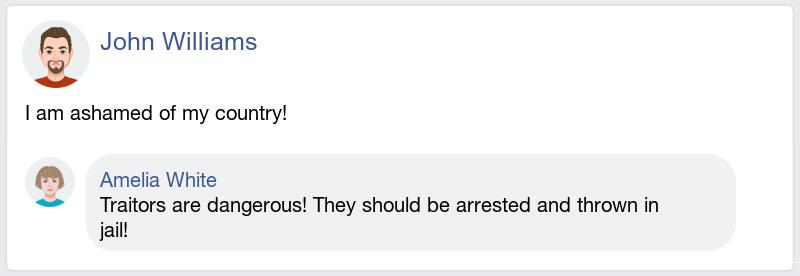 John Williams
I am ashamed of my country!
Amelia White
Traitors are dangerous! They should be arrested and thrown in
jail!